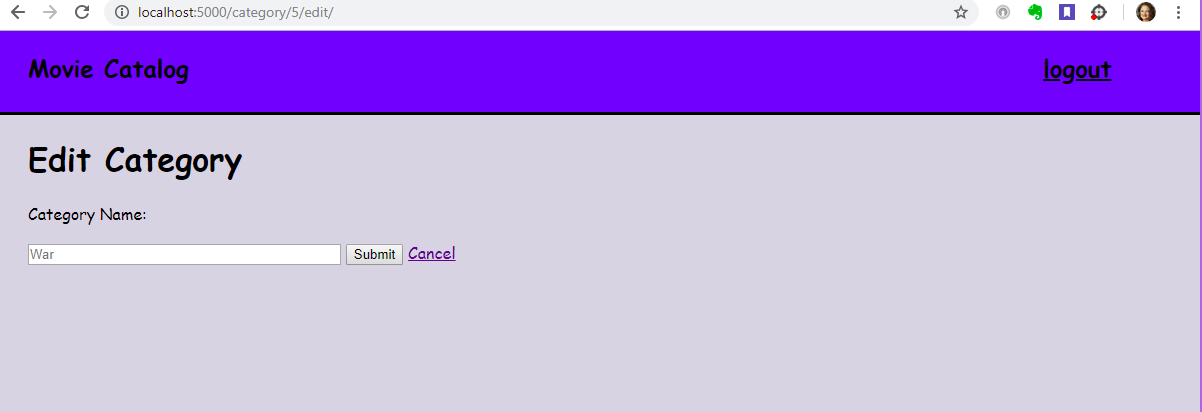 localhost:5000/category/5/edit/
Movie Catalog logout
Edit Category
Category Name:
War Submit Cancel